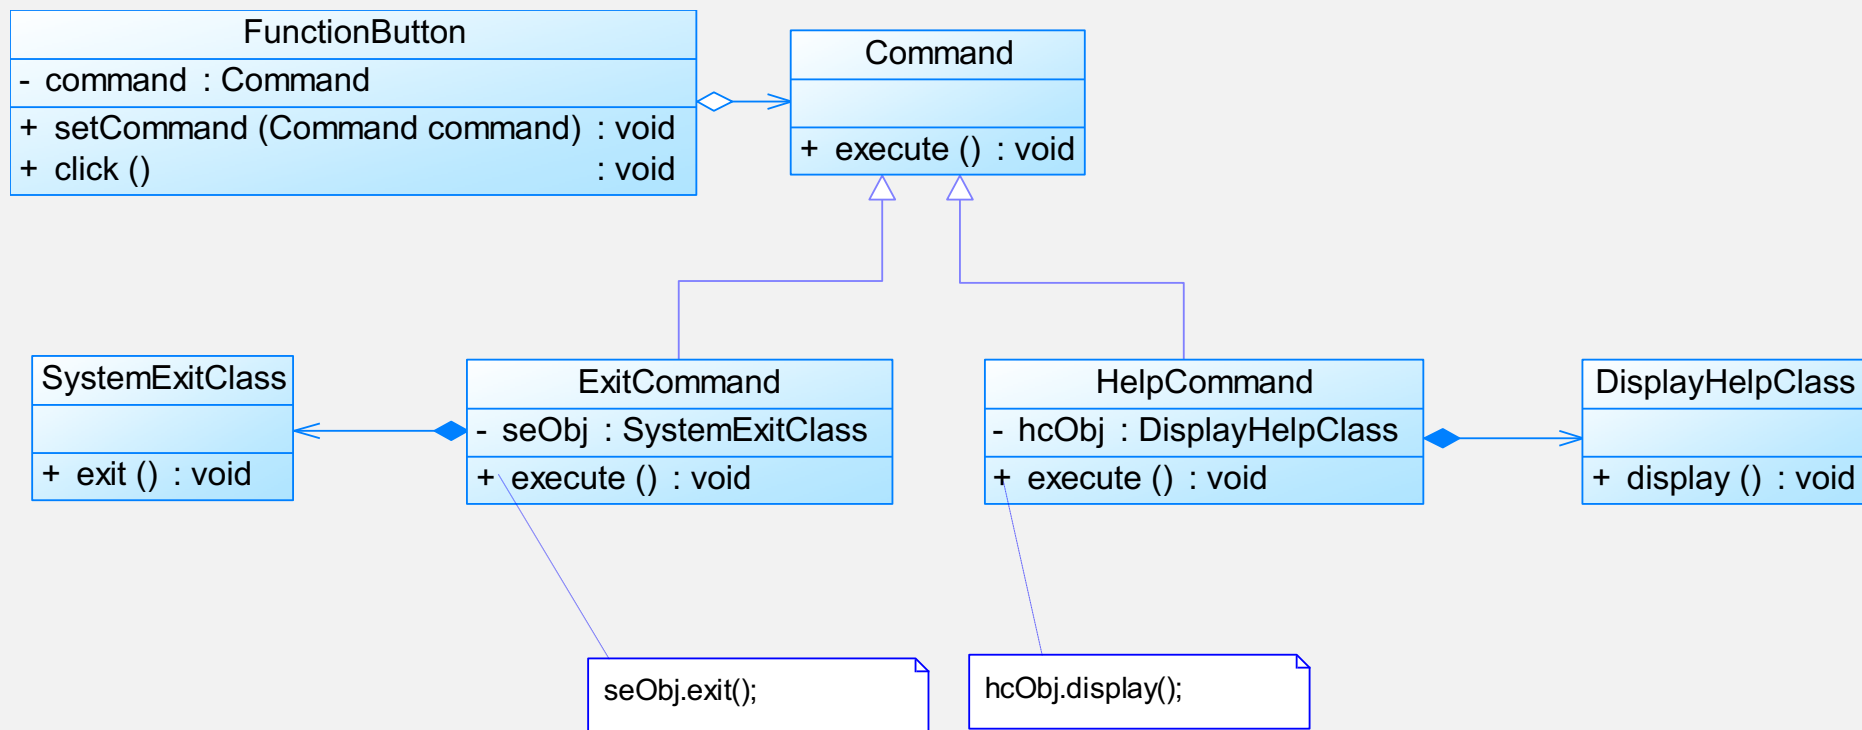 FunctionButton
- command : Command
+ setCommand (Command command) : void
+ click () : void
Command
+ execute () : void
SystemExitClass
+ exit () : void
ExitCommand
- seObj : SystemExitClass
+ execute () : void
HelpCommand
- hcObj : DisplayHelpClass
+ execute () : void
DisplayHelpClass
+ display () : void
seObj.exit();
hcObj.display();